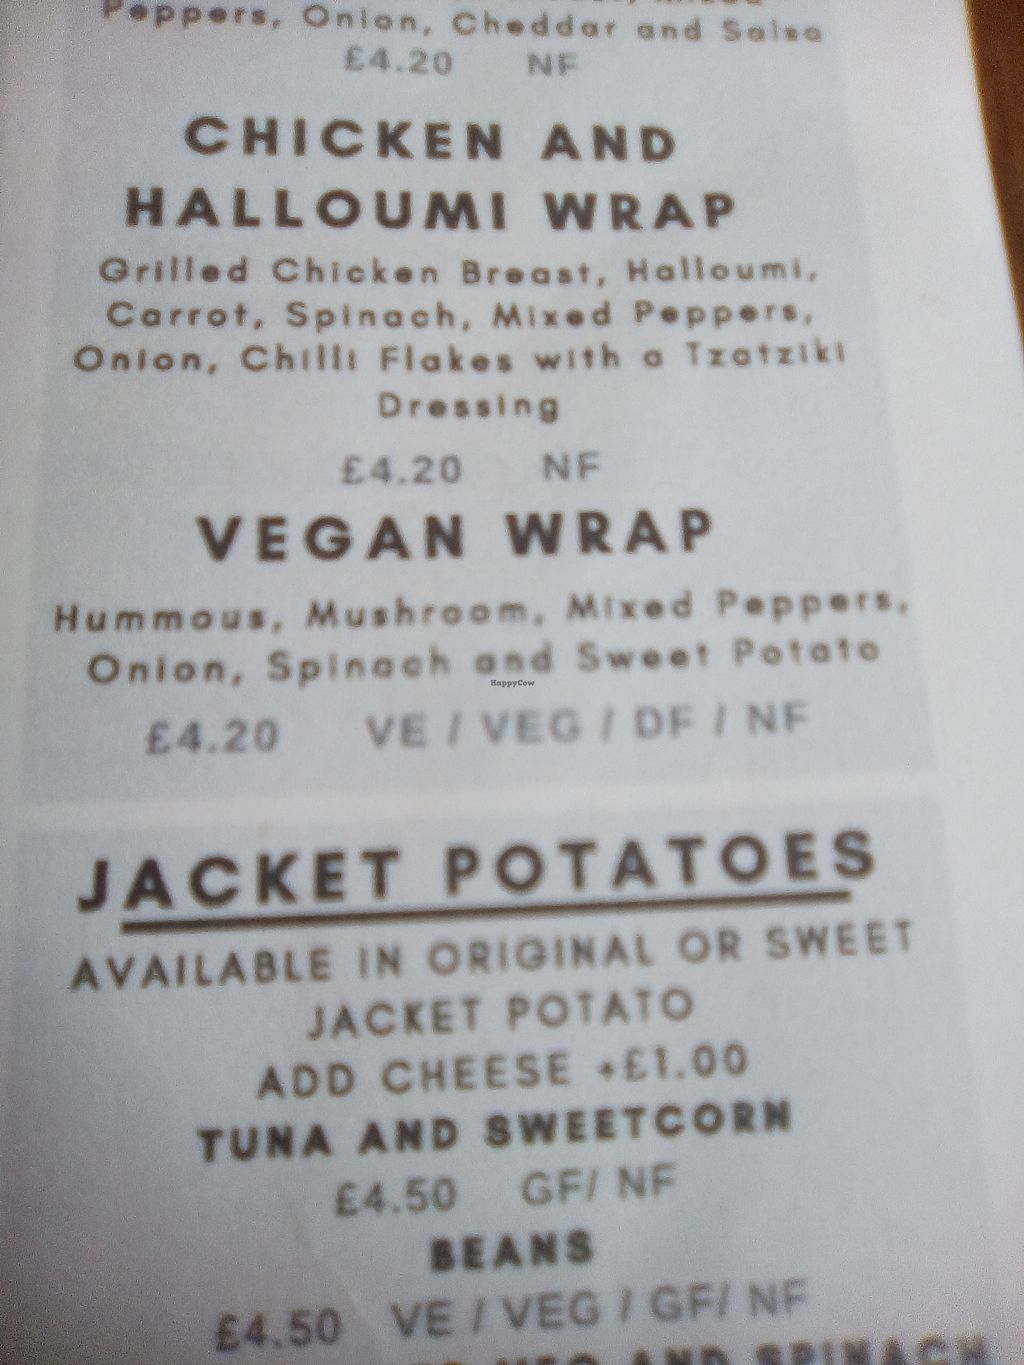 Peppers, Onion, Cheddar and Salsa
£4.20 NF
CHICKEN AND
HALLOUMI WRAP
Grilled Chicken Breast, Halloumi,
Carrot, Spinach, Mixed Peppers,
Onion, Chilli Flakes with a Tzatziki
Dressing
£4.20 NF
VEGAN WRAP
Hummous, Mushroom, Mixed Peppers,
Onion, Spinach and Sweet Potato
HappyCow
£4.20 VE / VEG / DF / NF
JACKET POTATOES
AVAILABLE IN ORIGINAL OR SWEET
JACKET POTATO
ADD CHEESE +£1.00
TUNA AND SWEETCORN
£4.50 GF/ NF
BEANS
£4.50 VE / VEG / GF/ NF
AND SPINACH